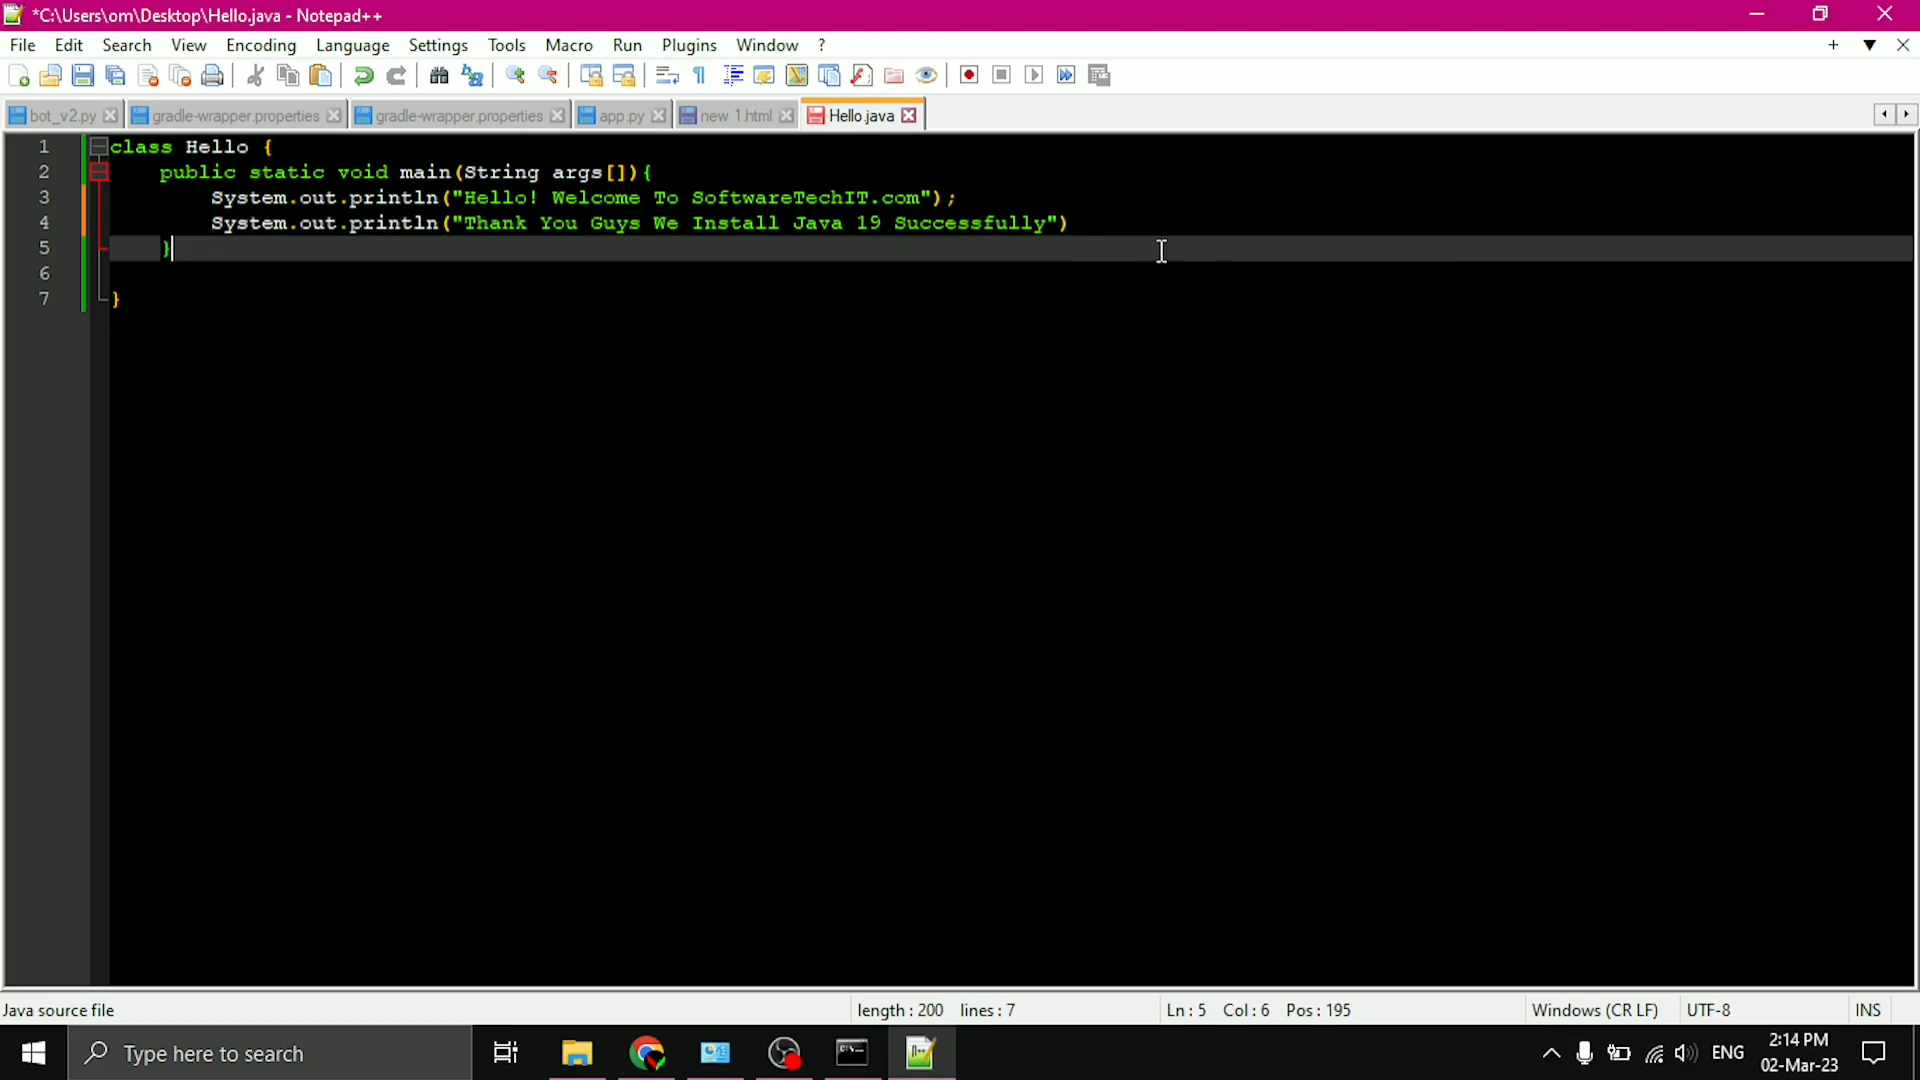 *C:\Users\om\Desktop\Hello.java - Notepad++
File Edit Search View Encoding Language Settings Tools Macro Run Plugins Window ?
bot_v2.py gradle-wrapper.properties gradle-wrapper.properties app.py new 1.html Hello.java
1 class Hello {
2 public static void main(String args[]){
3 System.out.println("Hello! Welcome To SoftwareTechIT.com");
4 System.out.println("Thank You Guys We Install Java 19 Successfully")
5 }
6
7 }
Java source file length : 200 lines : 7 Ln : 5 Col : 6 Pos : 195 Windows (CR LF) UTF-8 INS
Type here to search ENG 2:14 PM
02-Mar-23